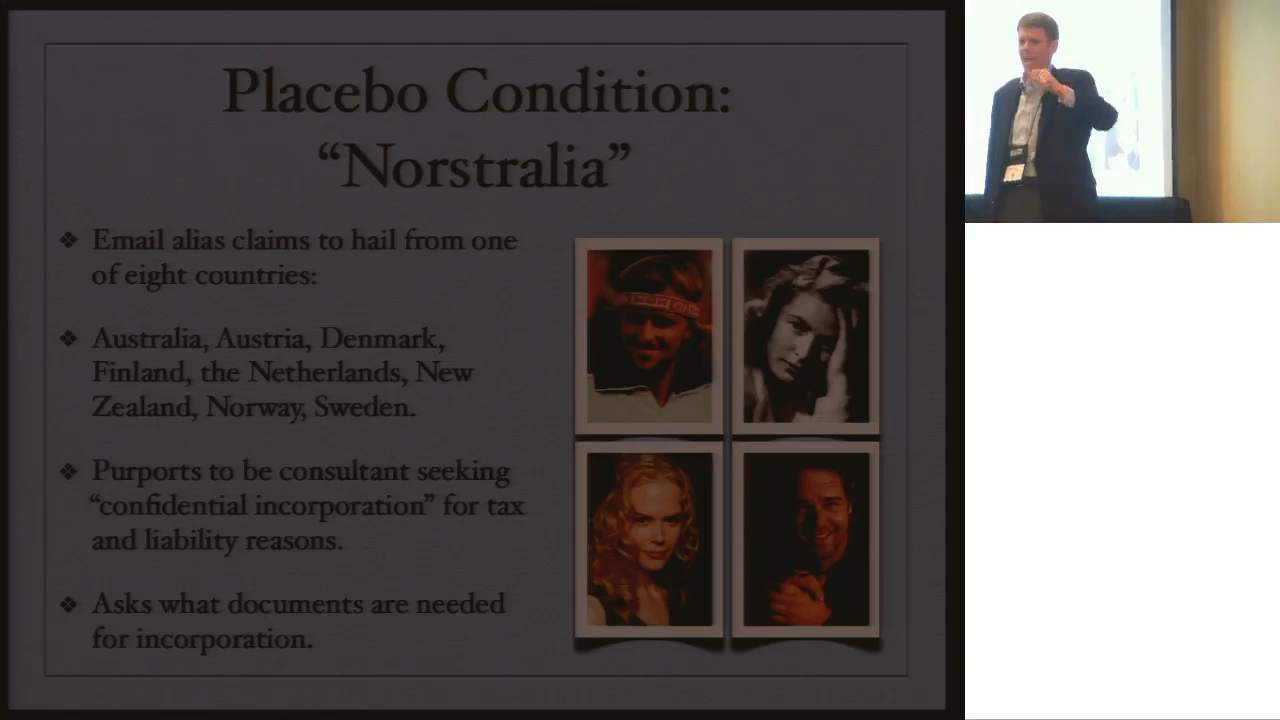 Placebo Condition:
“Norstralia”
Email alias claims to hail from one
of eight countries:
Australia, Austria, Denmark,
Finland, the Netherlands, New
Zealand, Norway, Sweden.
Purports to be consultant seeking
“confidential incorporation” for tax
and liability reasons.
Asks what documents are needed
for incorporation.